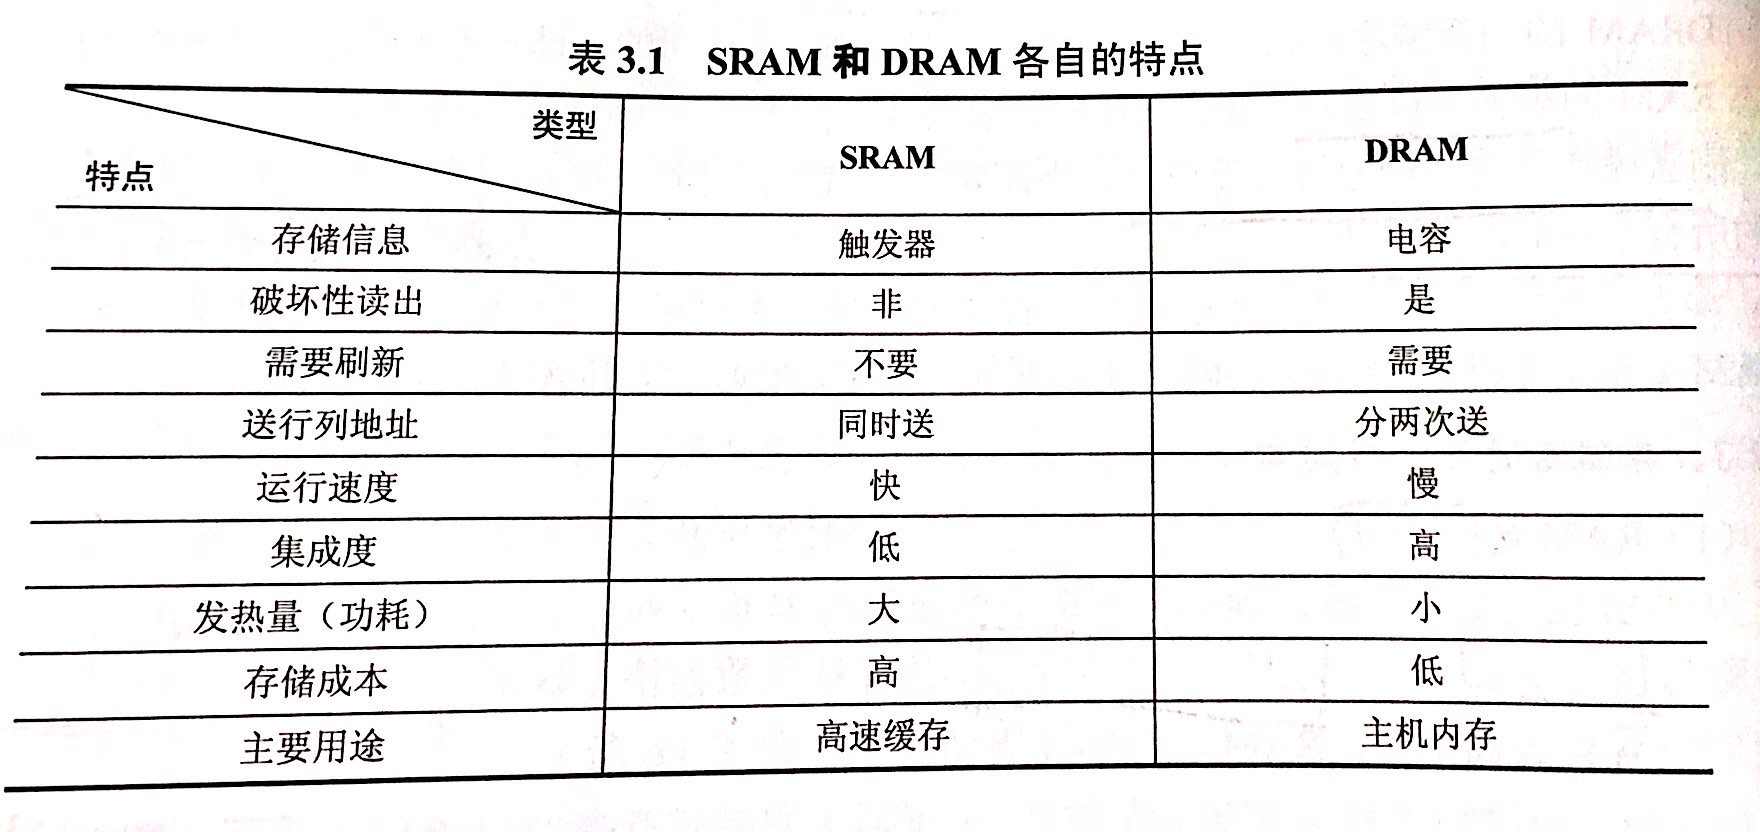 表 3.1 SRAM 和 DRAM 各自的特点
类型
特点 SRAM DRAM
存储信息 触发器 电容
破坏性读出 非 是
需要刷新 不要 需要
送行列地址 同时送 分两次送
运行速度 快 慢
集成度 低 高
发热量（功耗） 大 小
存储成本 高 低
主要用途 高速缓存 主机内存